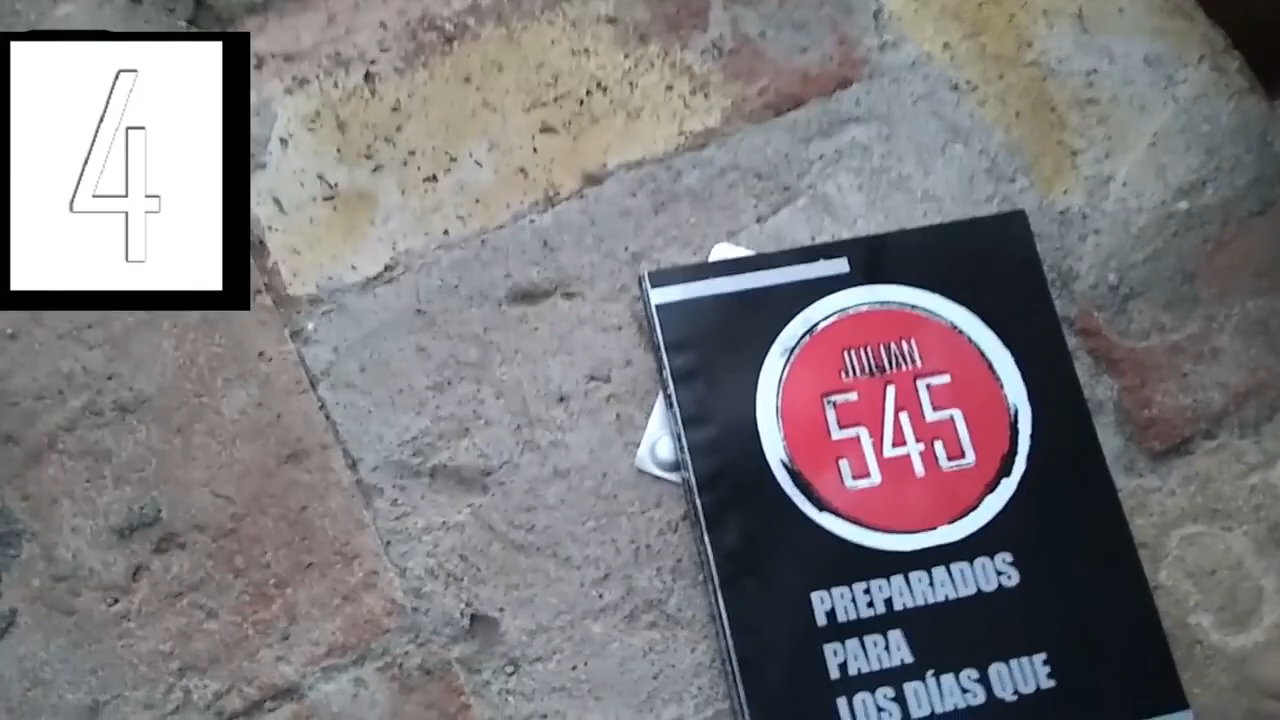 4
JULIAN
545
PREPARADOS
PARA
LOS DÍAS QUE